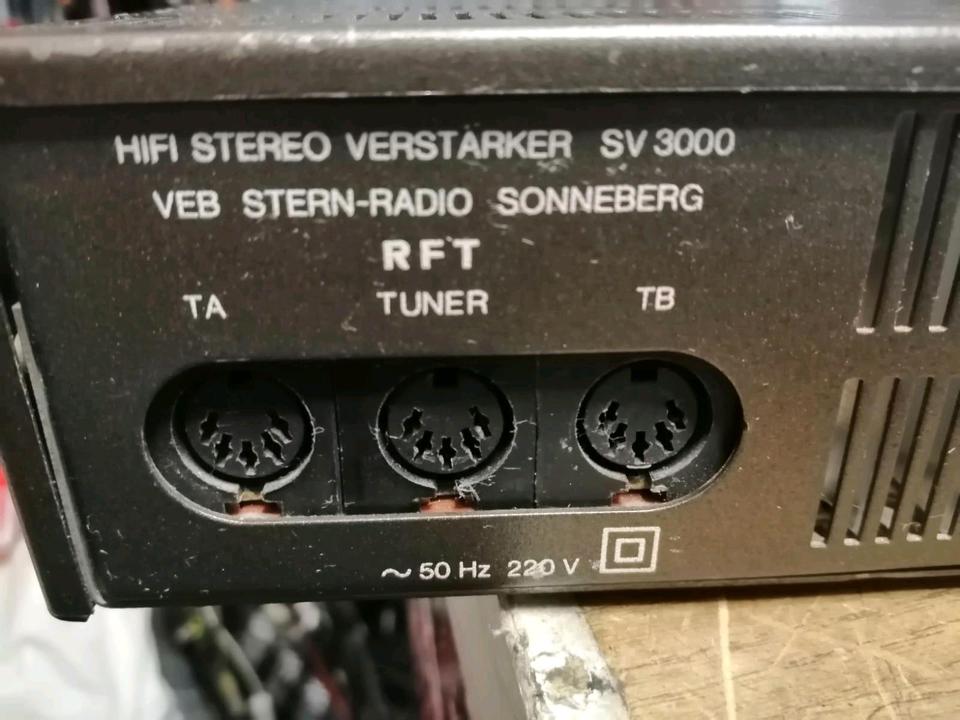 HIFI STEREO VERSTÄRKER SV 3000
VEB STERN-RADIO SONNEBERG
RFT
TA TUNER TB
~ 50 Hz 220 V